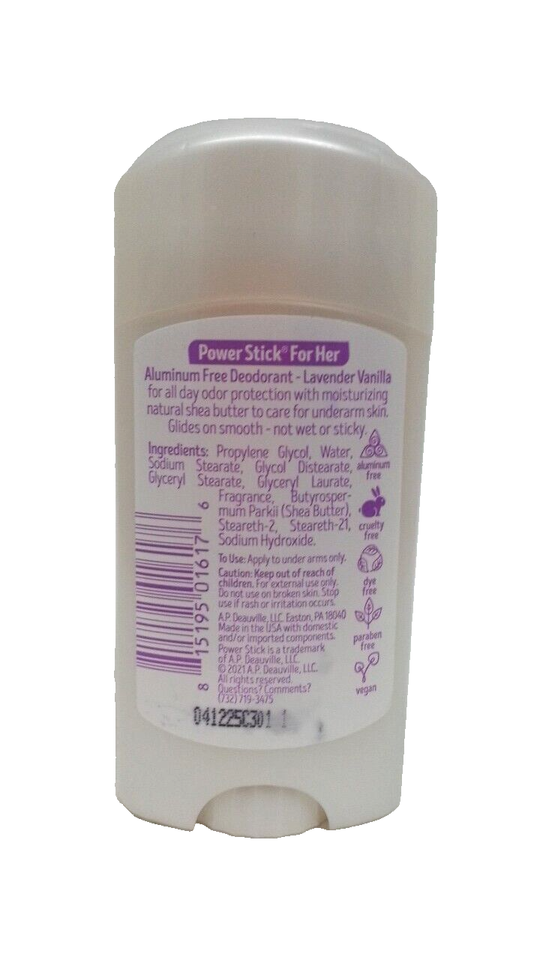 Power Stick® For Her
Aluminum Free Deodorant - Lavender Vanilla
for all day odor protection with moisturizing
natural shea butter to care for underarm skin.
Glides on smooth - not wet or sticky.
Ingredients: Propylene Glycol, Water,
Sodium Stearate, Glycol Distearate,
Glyceryl Stearate, Glyceryl Laurate,
Fragrance, Butyrosper-
mum Parkii (Shea Butter),
Steareth-2, Steareth-21,
Sodium Hydroxide.
To Use: Apply to under arms only.
Caution: Keep out of reach of
children. For external use only.
Do not use on broken skin. Stop
use if rash or irritation occurs.
A.P. Deauville, LLC. Easton, PA 18040
Made in the USA with domestic
and/or imported components.
Power Stick is a trademark
of A.P. Deauville, LLC.
© 2021 A.P. Deauville, LLC.
All rights reserved.
Questions? Comments?
(732) 719-3475
aluminum
free
cruelty
free
dye
free
paraben
free
vegan
8 15195 01617 6
041225C301